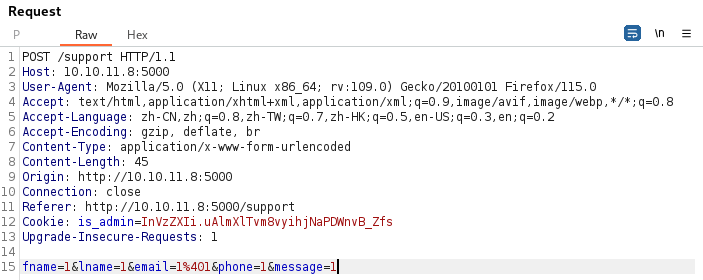 Request
P Raw Hex \n
1 POST /support HTTP/1.1
2 Host: 10.10.11.8:5000
3 User-Agent: Mozilla/5.0 (X11; Linux x86_64; rv:109.0) Gecko/20100101 Firefox/115.0
4 Accept: text/html,application/xhtml+xml,application/xml;q=0.9,image/avif,image/webp,*/*;q=0.8
5 Accept-Language: zh-CN,zh;q=0.8,zh-TW;q=0.7,zh-HK;q=0.5,en-US;q=0.3,en;q=0.2
6 Accept-Encoding: gzip, deflate, br
7 Content-Type: application/x-www-form-urlencoded
8 Content-Length: 45
9 Origin: http://10.10.11.8:5000
10 Connection: close
11 Referer: http://10.10.11.8:5000/support
12 Cookie: is_admin=InVzZXIi.uAlmXlTvm8vyihjNaPDWnvB_Zfs
13 Upgrade-Insecure-Requests: 1
14
15 fname=1&lname=1&email=1%401&phone=1&message=1